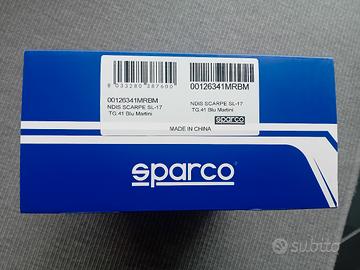 8 033280 387600
00126341MRBM
00126341MRBM
NDIS SCARPE SL-17
TG.41 Blu Martini
NDIS SCARPE SL-17
TG.41 Blu Martini
sparco
MADE IN CHINA
sparco
subito